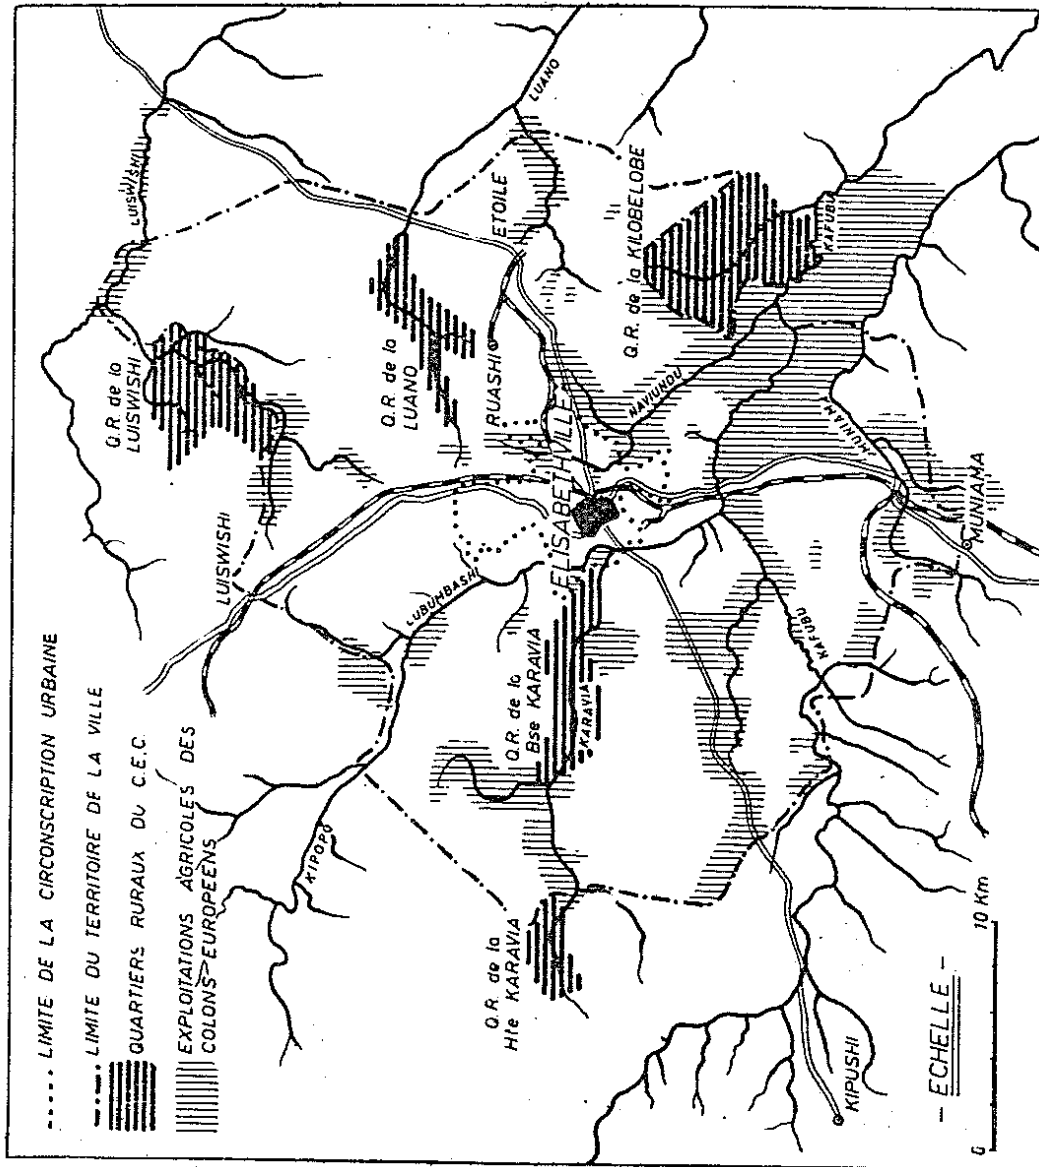 LIMITE DE LA CIRCONSCRIPTION URBAINE
LIMITE DU TERRITOIRE DE LA VILLE
QUARTIERS RURAUX DU C.E.C.
EXPLOITATIONS AGRICOLES DES
COLONS EUROPEENS
LUISWISHI
Q.R. de la
LUISWISHI
LUISWISHI
LUANO
Q.R. de la
LUANO
ETOILE
RUASHI
Q.R. de la KILOBELOBE
KAFUBU
NAVIUNDU
ELISABETHVILLE
LUBUMBASHI
KIPOPO
Q.R. de la
Bse KARAVIA
KARAVIA
Q.R. de la
Hte KARAVIA
KAFUBU
MUNIAMA
MUNIAMA
KIPUSHI
- ECHELLE -
0 10 Km